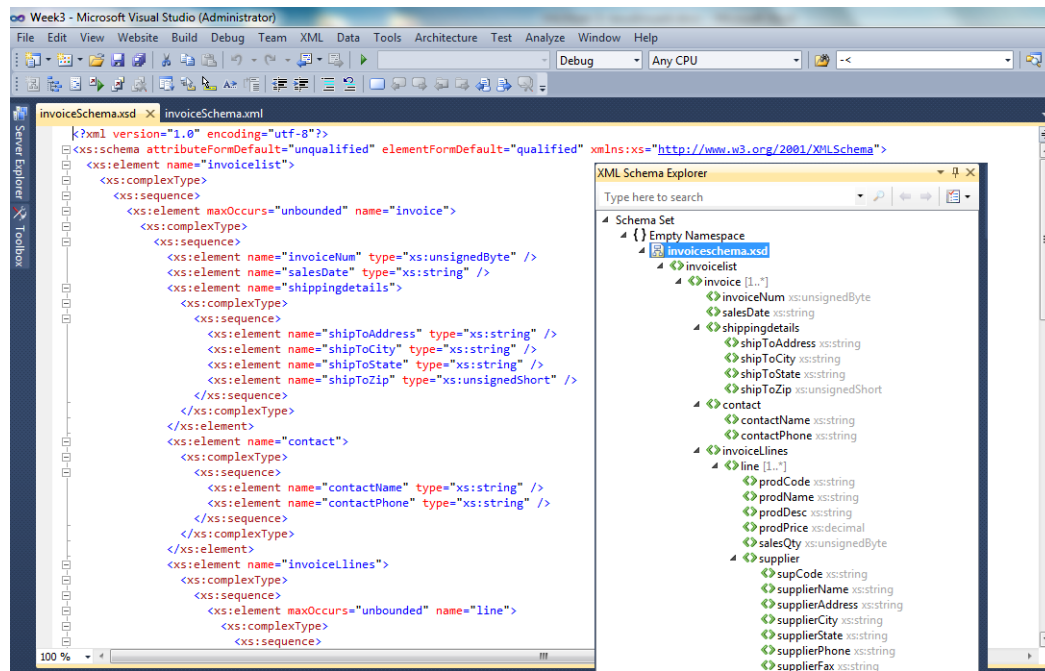 Week3 - Microsoft Visual Studio (Administrator)
File Edit View Website Build Debug Team XML Data Tools Architecture Test Analyze Window Help
Debug Any CPU -<
invoiceSchema.xsd invoiceSchema.xml
Server Explorer
Toolbox
<?xml version="1.0" encoding="utf-8"?>
<xs:schema attributeFormDefault="unqualified" elementFormDefault="qualified" xmlns:xs="http://www.w3.org/2001/XMLSchema">
<xs:element name="invoicelist">
<xs:complexType>
<xs:sequence>
<xs:element maxOccurs="unbounded" name="invoice">
<xs:complexType>
<xs:sequence>
<xs:element name="invoiceNum" type="xs:unsignedByte" />
<xs:element name="salesDate" type="xs:string" />
<xs:element name="shippingdetails">
<xs:complexType>
<xs:sequence>
<xs:element name="shipToAddress" type="xs:string" />
<xs:element name="shipToCity" type="xs:string" />
<xs:element name="shipToState" type="xs:string" />
<xs:element name="shipToZip" type="xs:unsignedShort" />
</xs:sequence>
</xs:complexType>
</xs:element>
<xs:element name="contact">
<xs:complexType>
<xs:sequence>
<xs:element name="contactName" type="xs:string" />
<xs:element name="contactPhone" type="xs:string" />
</xs:sequence>
</xs:complexType>
</xs:element>
<xs:element name="invoiceLlines">
<xs:complexType>
<xs:sequence>
<xs:element maxOccurs="unbounded" name="line">
<xs:complexType>
<xs:sequence>
100 %
XML Schema Explorer
Type here to search
Schema Set
{ } Empty Namespace
invoiceschema.xsd
invoicelist
invoice [1..*]
invoiceNum xs:unsignedByte
salesDate xs:string
shippingdetails
shipToAddress xs:string
shipToCity xs:string
shipToState xs:string
shipToZip xs:unsignedShort
contact
contactName xs:string
contactPhone xs:string
invoiceLlines
line [1..*]
prodCode xs:string
prodName xs:string
prodDesc xs:string
prodPrice xs:decimal
salesQty xs:unsignedByte
supplier
supCode xs:string
supplierName xs:string
supplierAddress xs:string
supplierCity xs:string
supplierState xs:string
supplierPhone xs:string
supplierFax xs:string